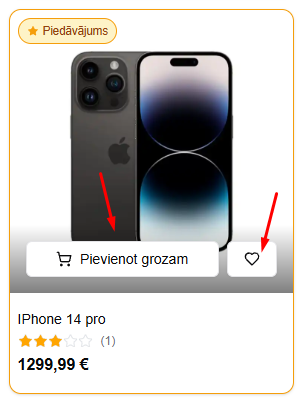 Piedāvājums
Pievienot grozam
IPhone 14 pro
(1)
1299,99 €